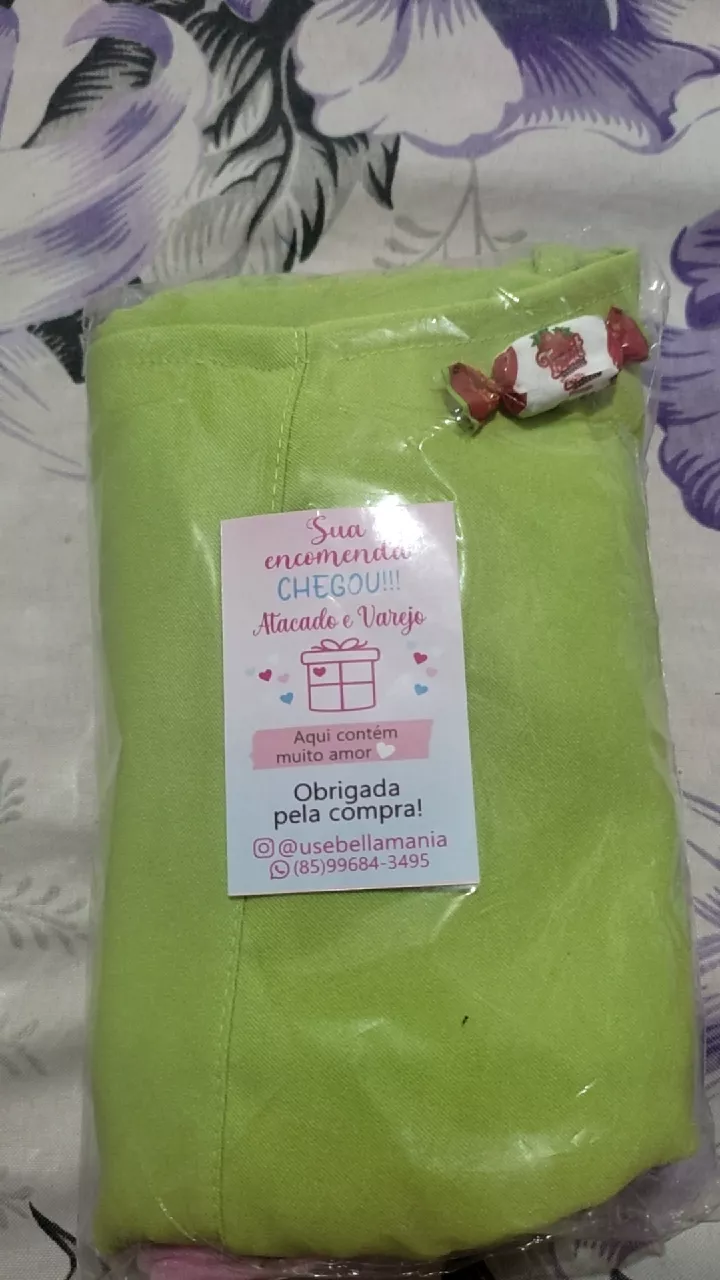 Sua
encomenda
CHEGOU!!!
Atacado e Varejo
Aqui contém
muito amor
Obrigada
pela compra!
@usebellamania
(85)99684-3495